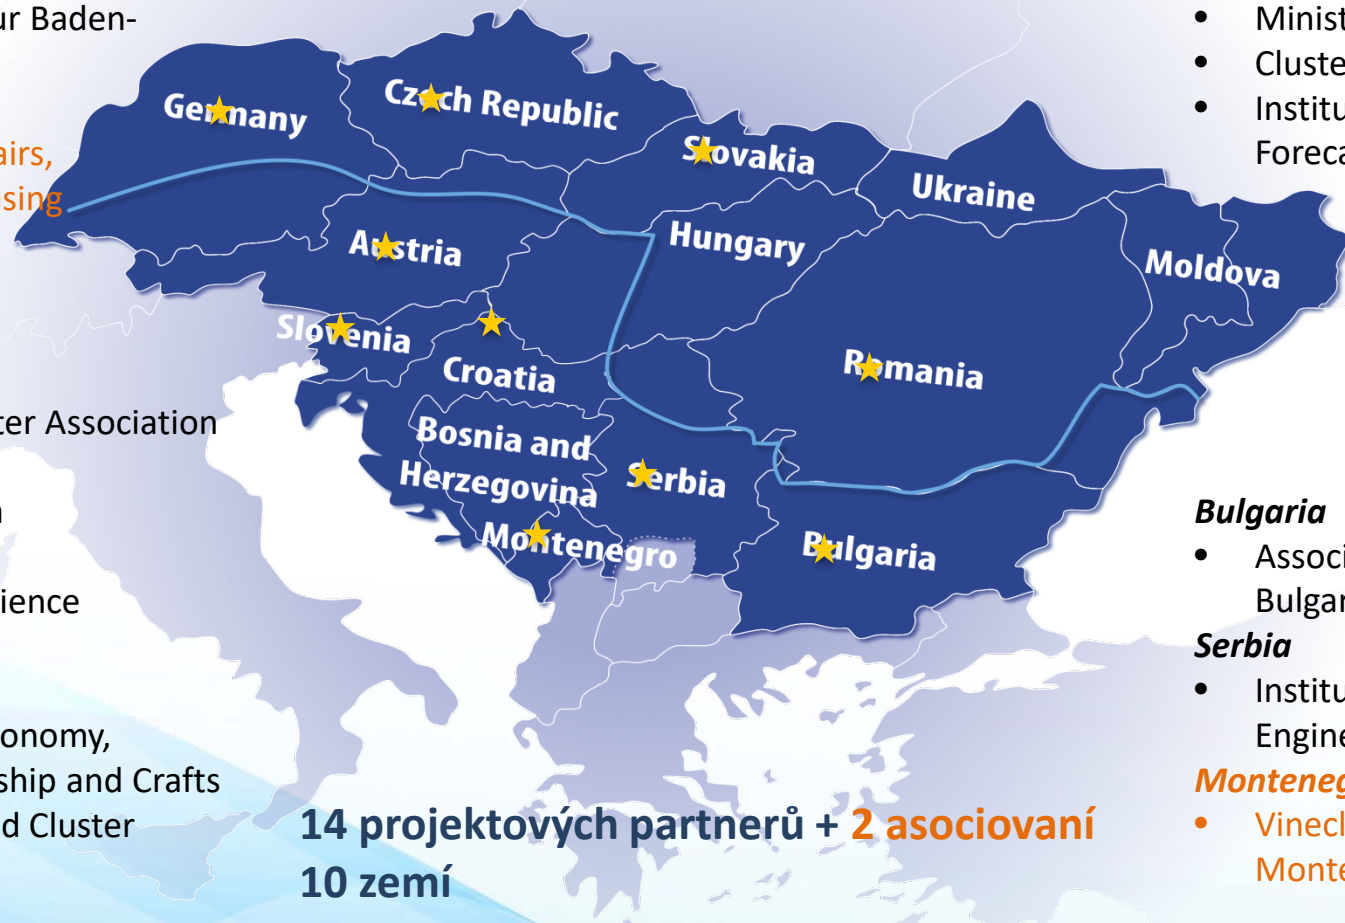 ur Baden-
airs,
using
ter Association
ience
onomy,
ship and Crafts
d Cluster
Germany
Czech Republic
Slovakia
Ukraine
Austria
Hungary
Moldova
Slovenia
Croatia
Romania
Bosnia and
Herzegovina
Serbia
Montenegro
Bulgaria
14 projektových partnerů + 2 asociovaní
10 zemí
• Minist
• Cluste
• Institu
Foreca
Bulgaria
• Associ
Bulgar
Serbia
• Institu
Engine
Monteneg
• Vinecl
Monte